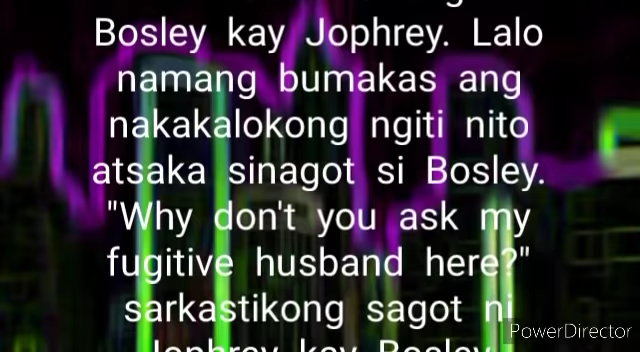 Bosley kay Jophrey. Lalo
namang bumakas ang
nakakalokong ngiti nito
atsaka sinagot si Bosley.
"Why don't you ask my
fugitive husband here?"
sarkastikong sagot ni
Jophrey kay Bosley
PowerDirector